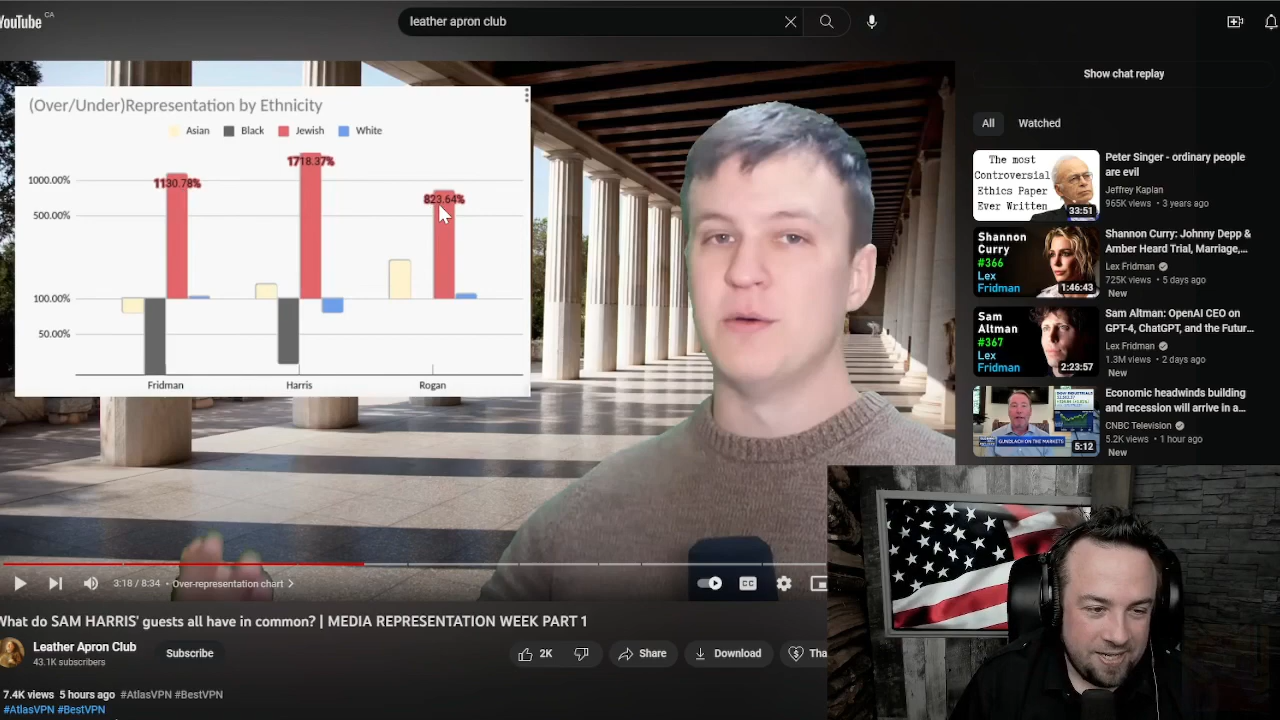 YouTube CA
leather apron club
(Over/Under)Representation by Ethnicity
Asian Black Jewish White
1000.00%
500.00%
100.00%
50.00%
1130.78%
1718.37%
823.64%
Fridman Harris Rogan
3:18 / 8:34 • Over-representation chart
CC
What do SAM HARRIS' guests all have in common? | MEDIA REPRESENTATION WEEK PART 1
Leather Apron Club
43.1K subscribers
Subscribe
2K
Share
Download
Tha
7.4K views 5 hours ago #AtlasVPN #BestVPN
#AtlasVPN #BestVPN
Show chat replay
All Watched
The most
Controversial
Ethics Paper
Ever Written
33:51
Peter Singer - ordinary people
are evil
Jeffrey Kaplan
965K views • 3 years ago
Shannon
Curry
#366
Lex
Fridman
1:46:43
Shannon Curry: Johnny Depp &
Amber Heard Trial, Marriage,...
Lex Fridman
725K views • 5 days ago
New
Sam
Altman
#367
Lex
Fridman
2:23:57
Sam Altman: OpenAI CEO on
GPT-4, ChatGPT, and the Futur...
Lex Fridman
1.3M views • 2 days ago
New
GUNDLACH ON THE MARKETS
5:12
Economic headwinds building
and recession will arrive in a...
CNBC Television
5.2K views • 1 hour ago
New